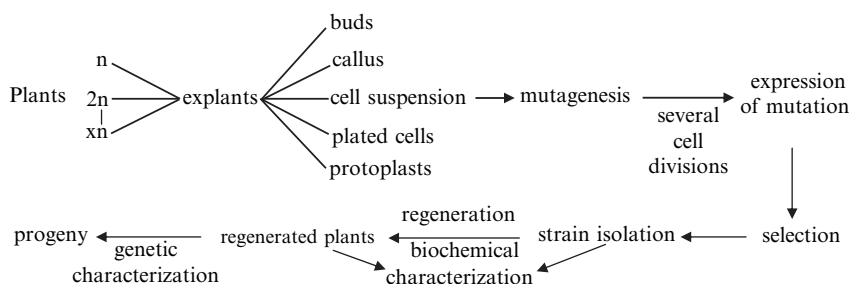 buds
n
callus
Plants
2n
explants
cell suspension
mutagenesis
expression
of mutation
xn
plated cells
several
cell
divisions
protoplasts
progeny
genetic
characterization
regenerated plants
regeneration
biochemical
characterization
strain isolation
selection